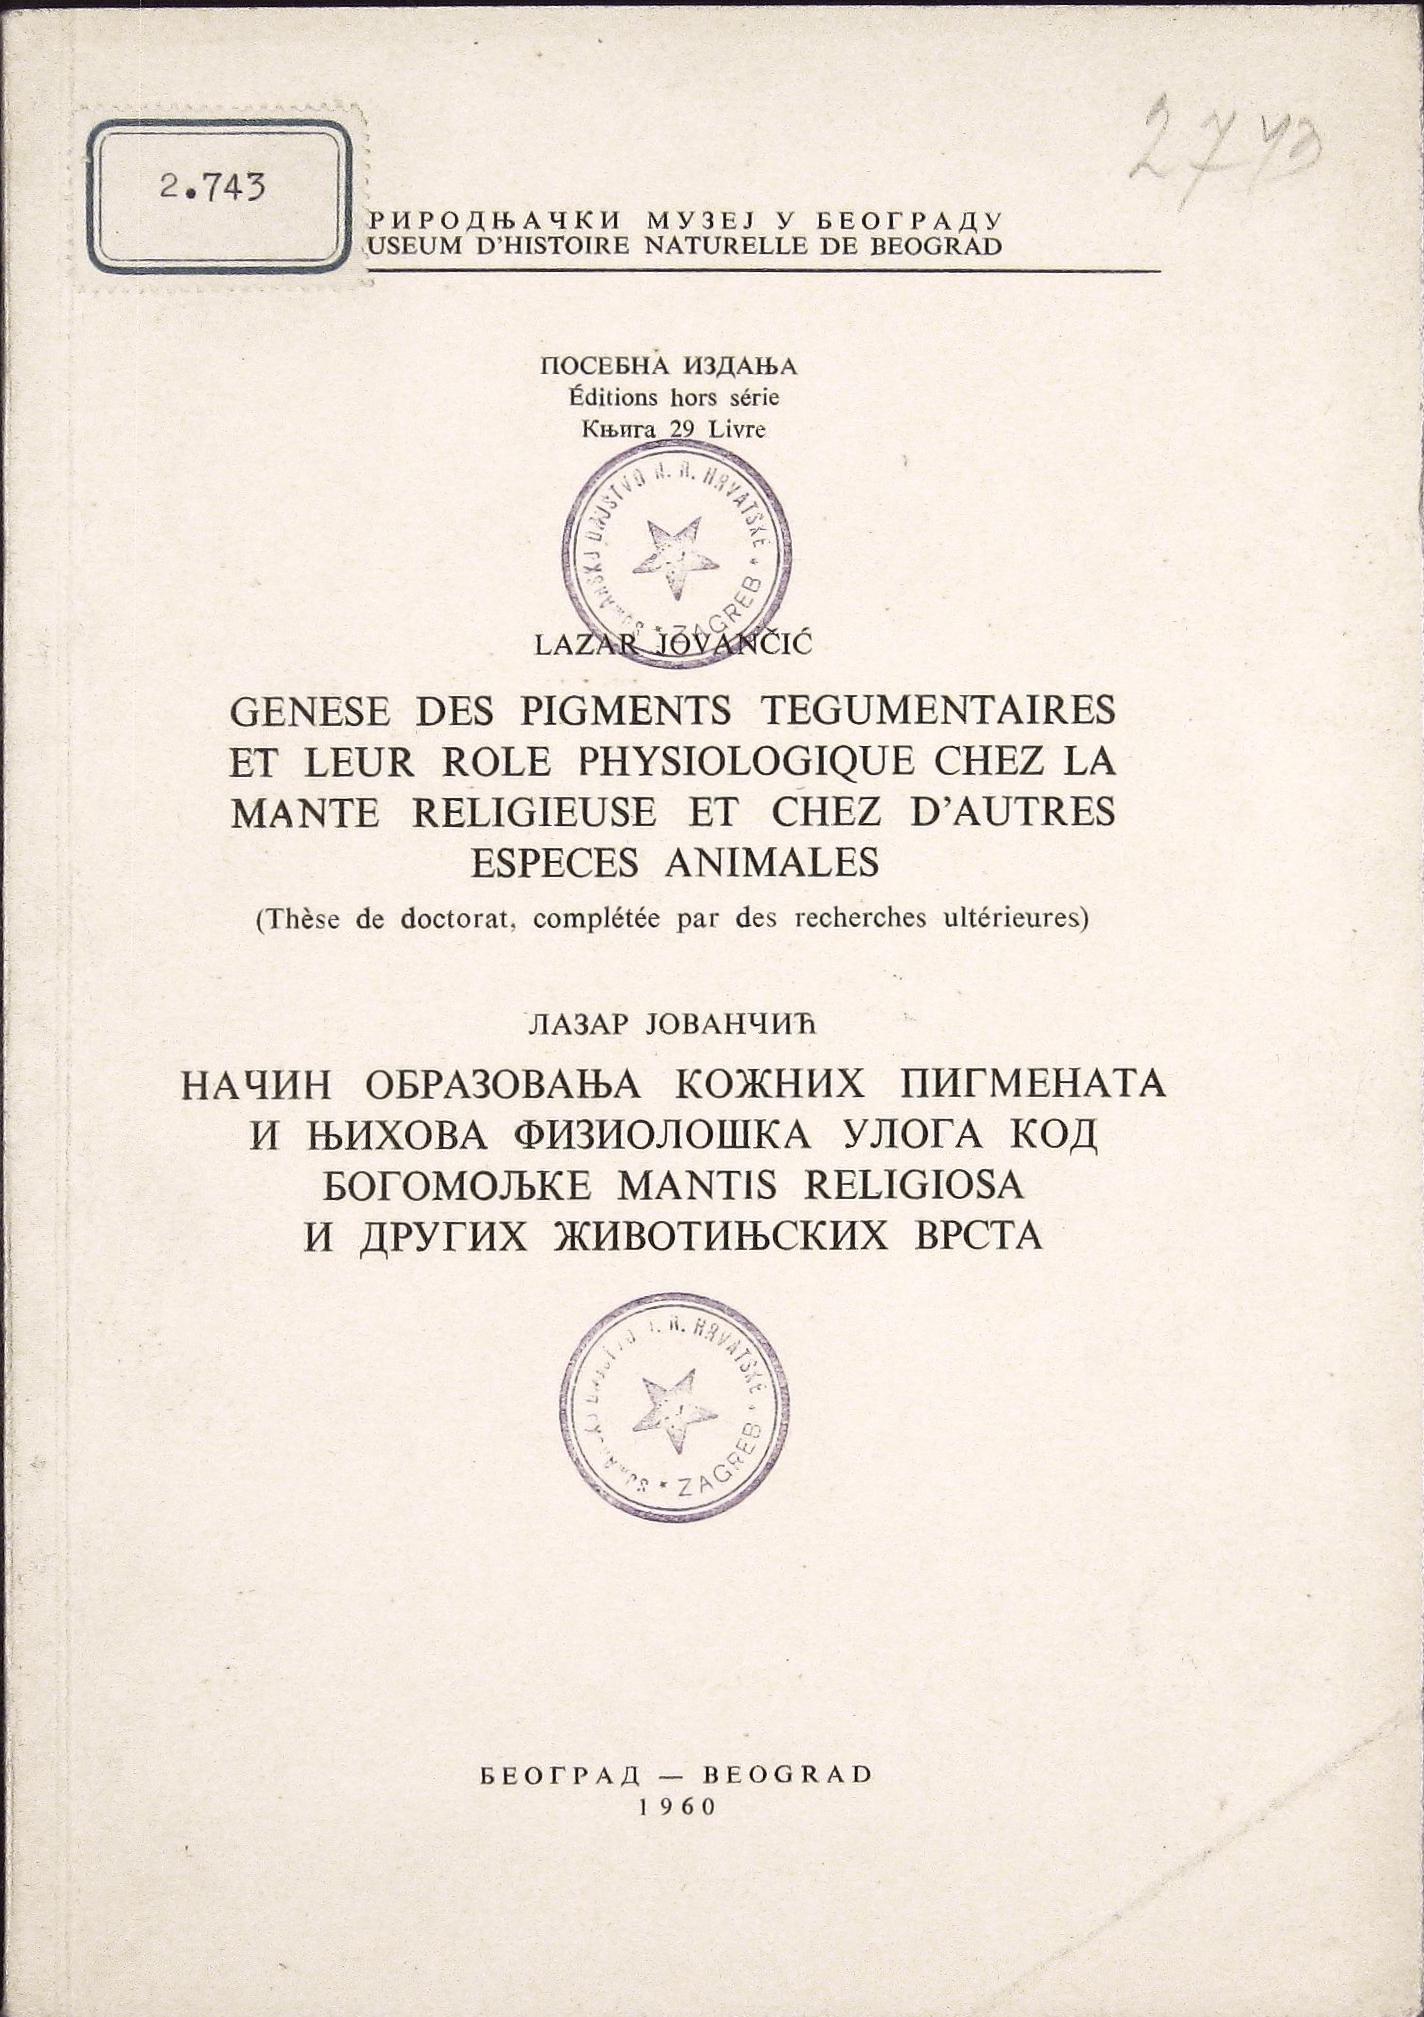 2.743
2743
РИРОДЊАЧКИ МУЗЕЈ У БЕОГРАДУ
USEUM D'HISTOIRE NATURELLE DE BEOGRAD
ПОСЕБНА ИЗДАЊА
Éditions hors série
Књига 29 Livre
N. R. HRVATSKE * ZAGREB *
LAZAR JOVANČIĆ
GENESE DES PIGMENTS TEGUMENTAIRES
ET LEUR ROLE PHYSIOLOGIQUE CHEZ LA
MANTE RELIGIEUSE ET CHEZ D'AUTRES
ESPECES ANIMALES
(Thèse de doctorat, complétée par des recherches ultérieures)
ЛАЗАР ЈОВАНЧИЋ
НАЧИН ОБРАЗОВАЊА КОЖНИХ ПИГМЕНАТА
И ЊИХОВА ФИЗИОЛОШКА УЛОГА КОД
БОГОМОЉКЕ MANTIS RELIGIOSA
И ДРУГИХ ЖИВОТИЊСКИХ ВРСТА
HRVATSKE * ZAGREB *
БЕОГРАД — BEOGRAD
1960